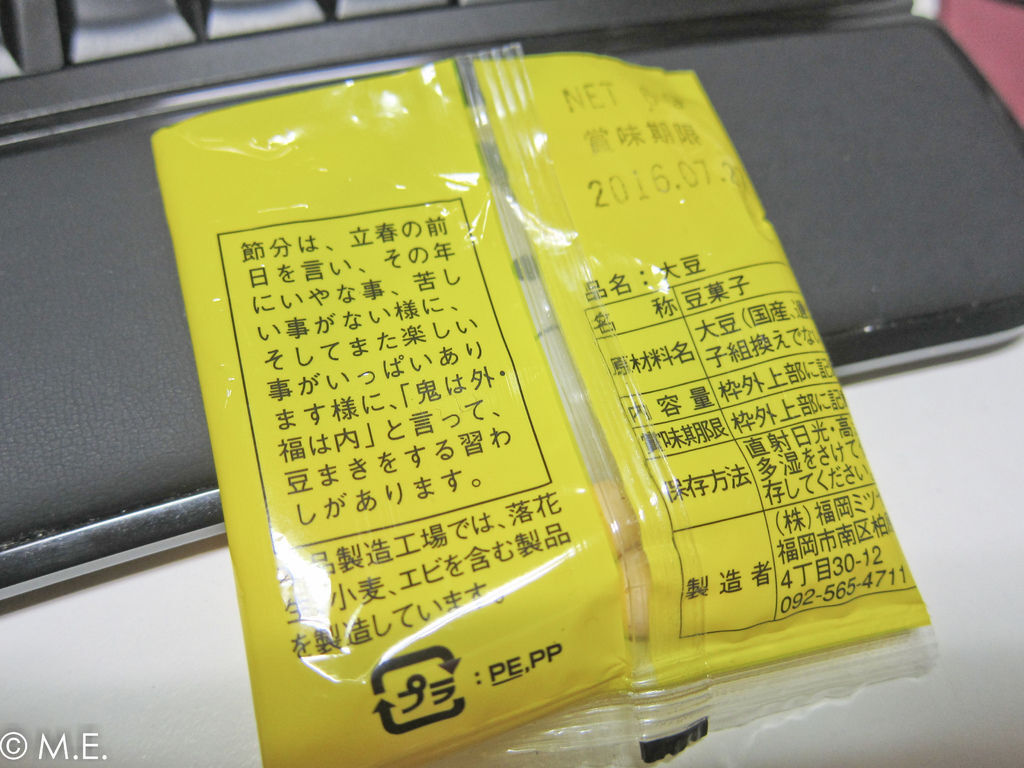 節分は、立春の前
日を言い、その年
にいやな事、苦し
い事がない様に、
そしてまた楽しい
事がいっぱいあり
ます様に、「鬼は外・
福は内」と言って、
豆まきをする習わ
しがあります。
品製造工場では、落花
生、小麦、エビを含む製品
を製造しています。
プラ
:PE,PP
NET
賞味期限
2016.07.2
品名:大豆
名 称 豆菓子
原材料名 大豆(国産、遺
子組換えでな
内容量 枠外上部に記
賞味期限 枠外上部に記
保存方法 直射日光・高
多湿をさけて
存してください
製造者 (株)福岡ミツ
福岡市南区柏
4丁目30-12
092-565-4711
© M.E.